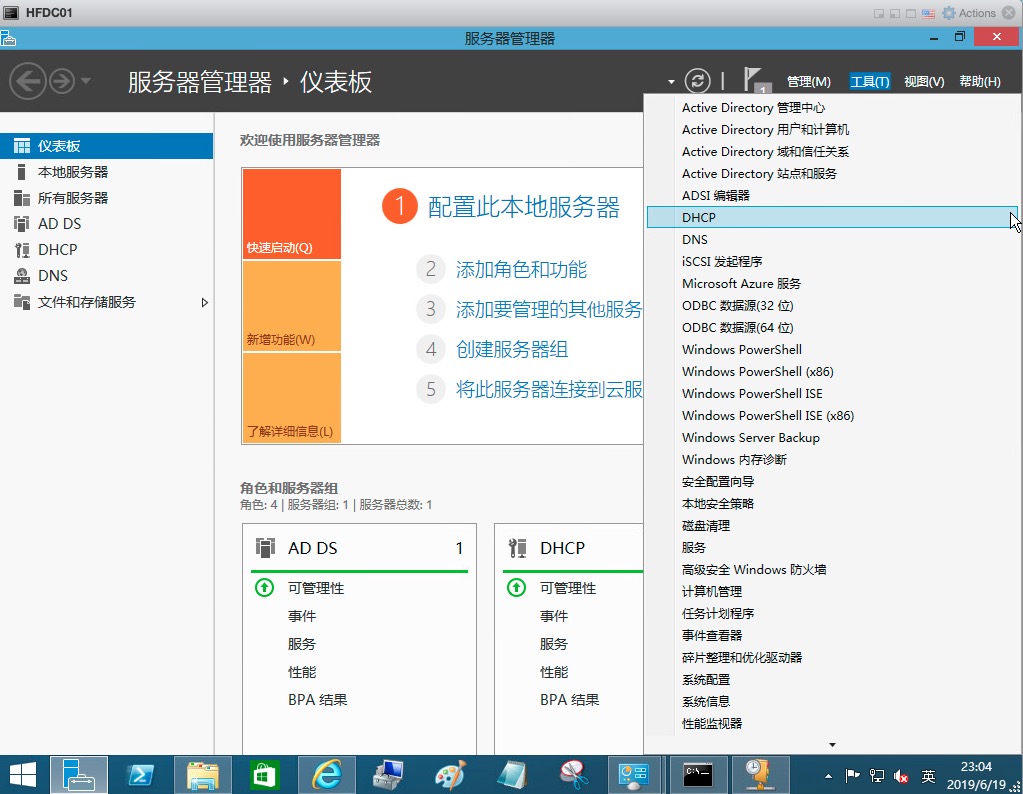 HFDC01
Actions
服务器管理器
服务器管理器 ‣ 仪表板
1
管理(M) 工具(T) 视图(V) 帮助(H)
仪表板
本地服务器
所有服务器
AD DS
DHCP
DNS
文件和存储服务
欢迎使用服务器管理器
快速启动(Q)
新增功能(W)
了解详细信息(L)
1 配置此本地服务器
2 添加角色和功能
3 添加要管理的其他服务
4 创建服务器组
5 将此服务器连接到云服
角色和服务器组
角色: 4 | 服务器组: 1 | 服务器总数: 1
AD DS 1
可管理性
事件
服务
性能
BPA 结果
DHCP
可管理性
事件
服务
性能
BPA 结果
Active Directory 管理中心
Active Directory 用户和计算机
Active Directory 域和信任关系
Active Directory 站点和服务
ADSI 编辑器
DHCP
DNS
iSCSI 发起程序
Microsoft Azure 服务
ODBC 数据源(32 位)
ODBC 数据源(64 位)
Windows PowerShell
Windows PowerShell (x86)
Windows PowerShell ISE
Windows PowerShell ISE (x86)
Windows Server Backup
Windows 内存诊断
安全配置向导
本地安全策略
磁盘清理
服务
高级安全 Windows 防火墙
计算机管理
任务计划程序
事件查看器
碎片整理和优化驱动器
系统配置
系统信息
性能监视器
英
23:04
2019/6/19